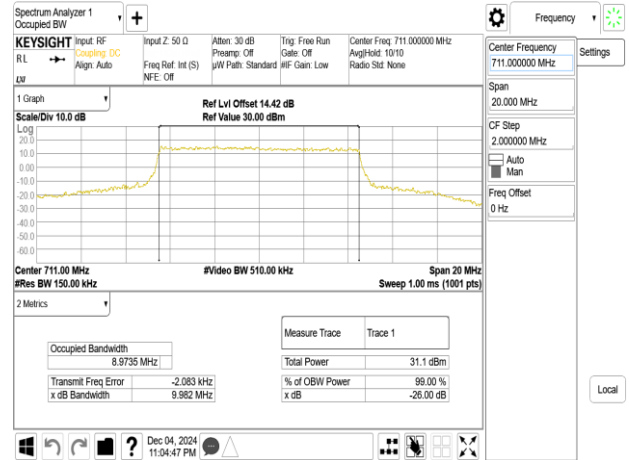 Spectrum Analyzer 1
Occupied BW
KEYSIGHT
RL
Input: RF
Coupling: DC
Align: Auto
Input Z: 50 Ω
Freq Ref: Int (S)
NFE: Off
Atten: 30 dB
Preamp: Off
µW Path: Standard
Trig: Free Run
Gate: Off
#IF Gain: Low
Center Freq: 711.000000 MHz
Avg|Hold: 10/10
Radio Std: None
1 Graph
Scale/Div 10.0 dB
Ref Lvl Offset 14.42 dB
Ref Value 30.00 dBm
Log
20.0
10.0
0.00
-10.0
-20.0
-30.0
-40.0
-50.0
-60.0
Center 711.00 MHz
#Video BW 510.00 kHz
Span 20 MHz
#Res BW 150.00 kHz
Sweep 1.00 ms (1001 pts)
2 Metrics
Occupied Bandwidth
8.9735 MHz
Transmit Freq Error -2.083 kHz
x dB Bandwidth 9.982 MHz
Measure Trace Trace 1
Total Power 31.1 dBm
% of OBW Power 99.00 %
x dB -26.00 dB
Dec 04, 2024
11:04:47 PM
Frequency
Center Frequency
711.000000 MHz
Span
20.000 MHz
CF Step
2.000000 MHz
Auto
Man
Freq Offset
0 Hz
Settings
Local